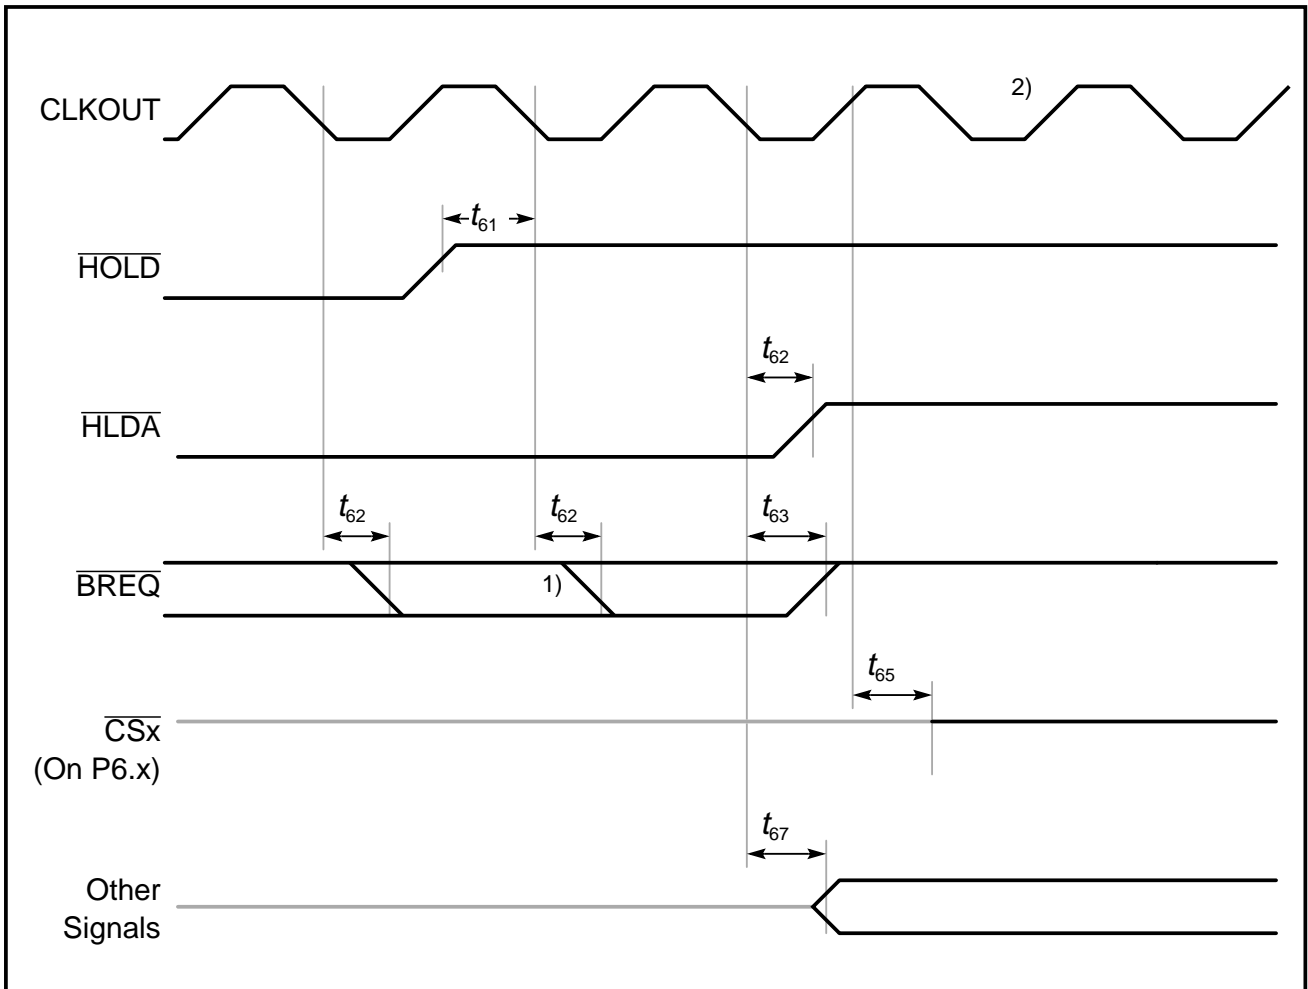 CLKOUT
2)
t61
HOLD
t62
HLDA
t62
t62
t63
BREQ
1)
t65
CSx
(On P6.x)
t67
Other
Signals